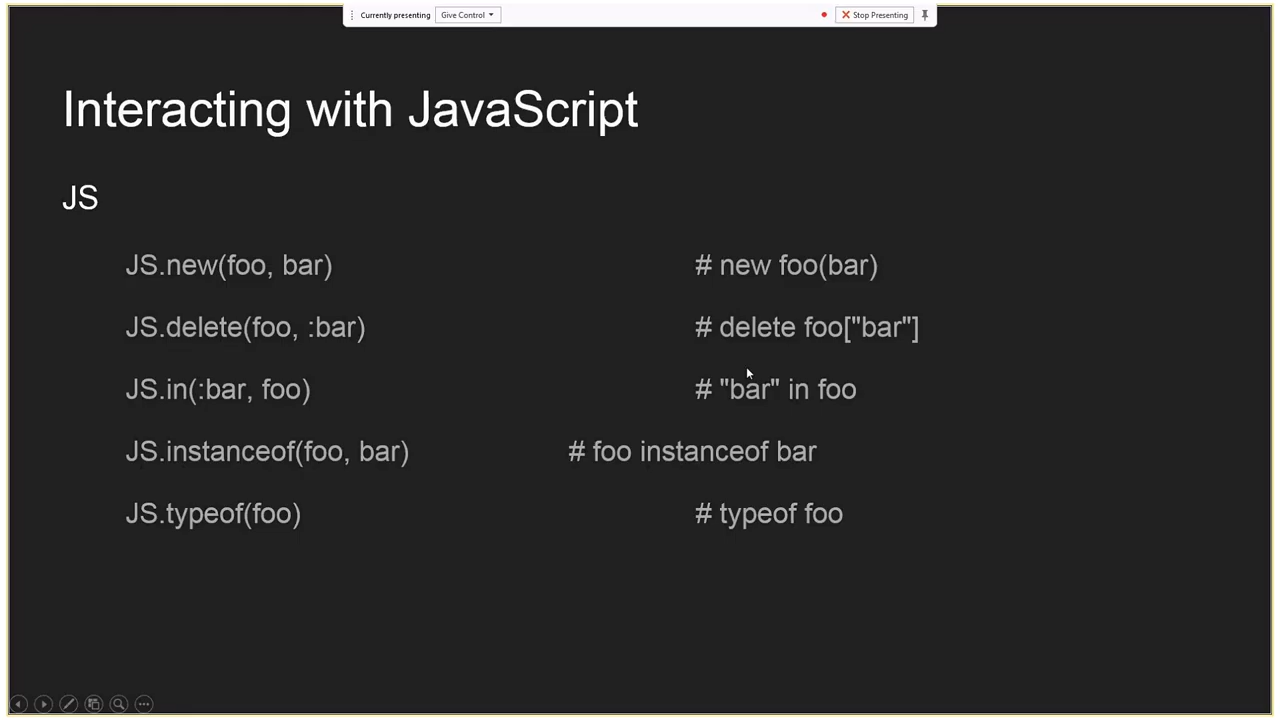 Currently presenting Give Control Stop Presenting
Interacting with JavaScript
JS
JS.new(foo, bar) # new foo(bar)
JS.delete(foo, :bar) # delete foo["bar"]
JS.in(:bar, foo) # "bar" in foo
JS.instanceof(foo, bar) # foo instanceof bar
JS.typeof(foo) # typeof foo